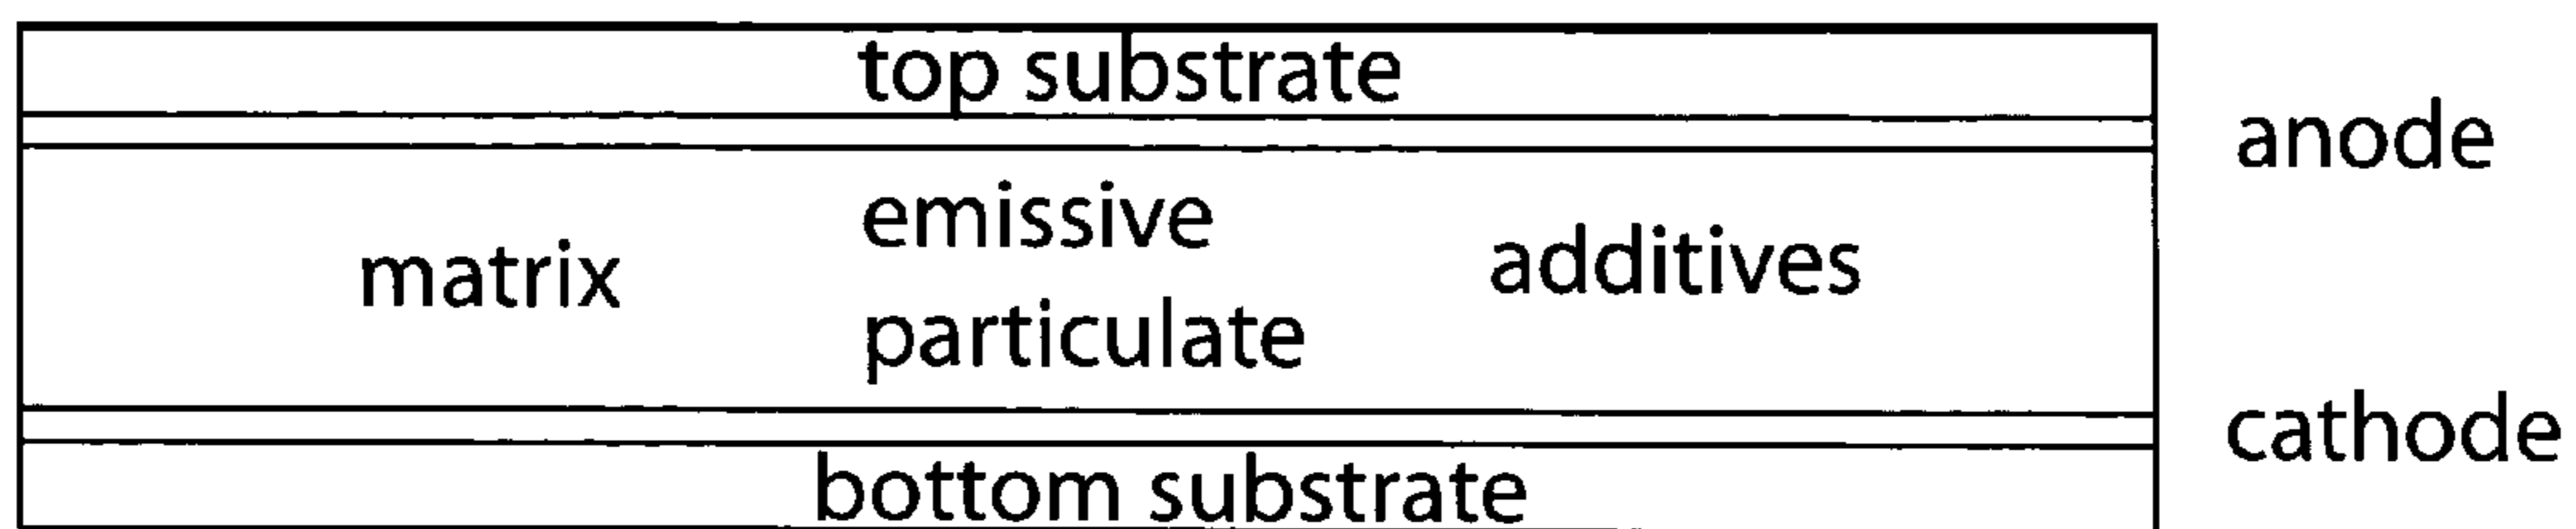 top substrate
anode
emissive
matrix
additives
particulate
cathode
bottom substrate